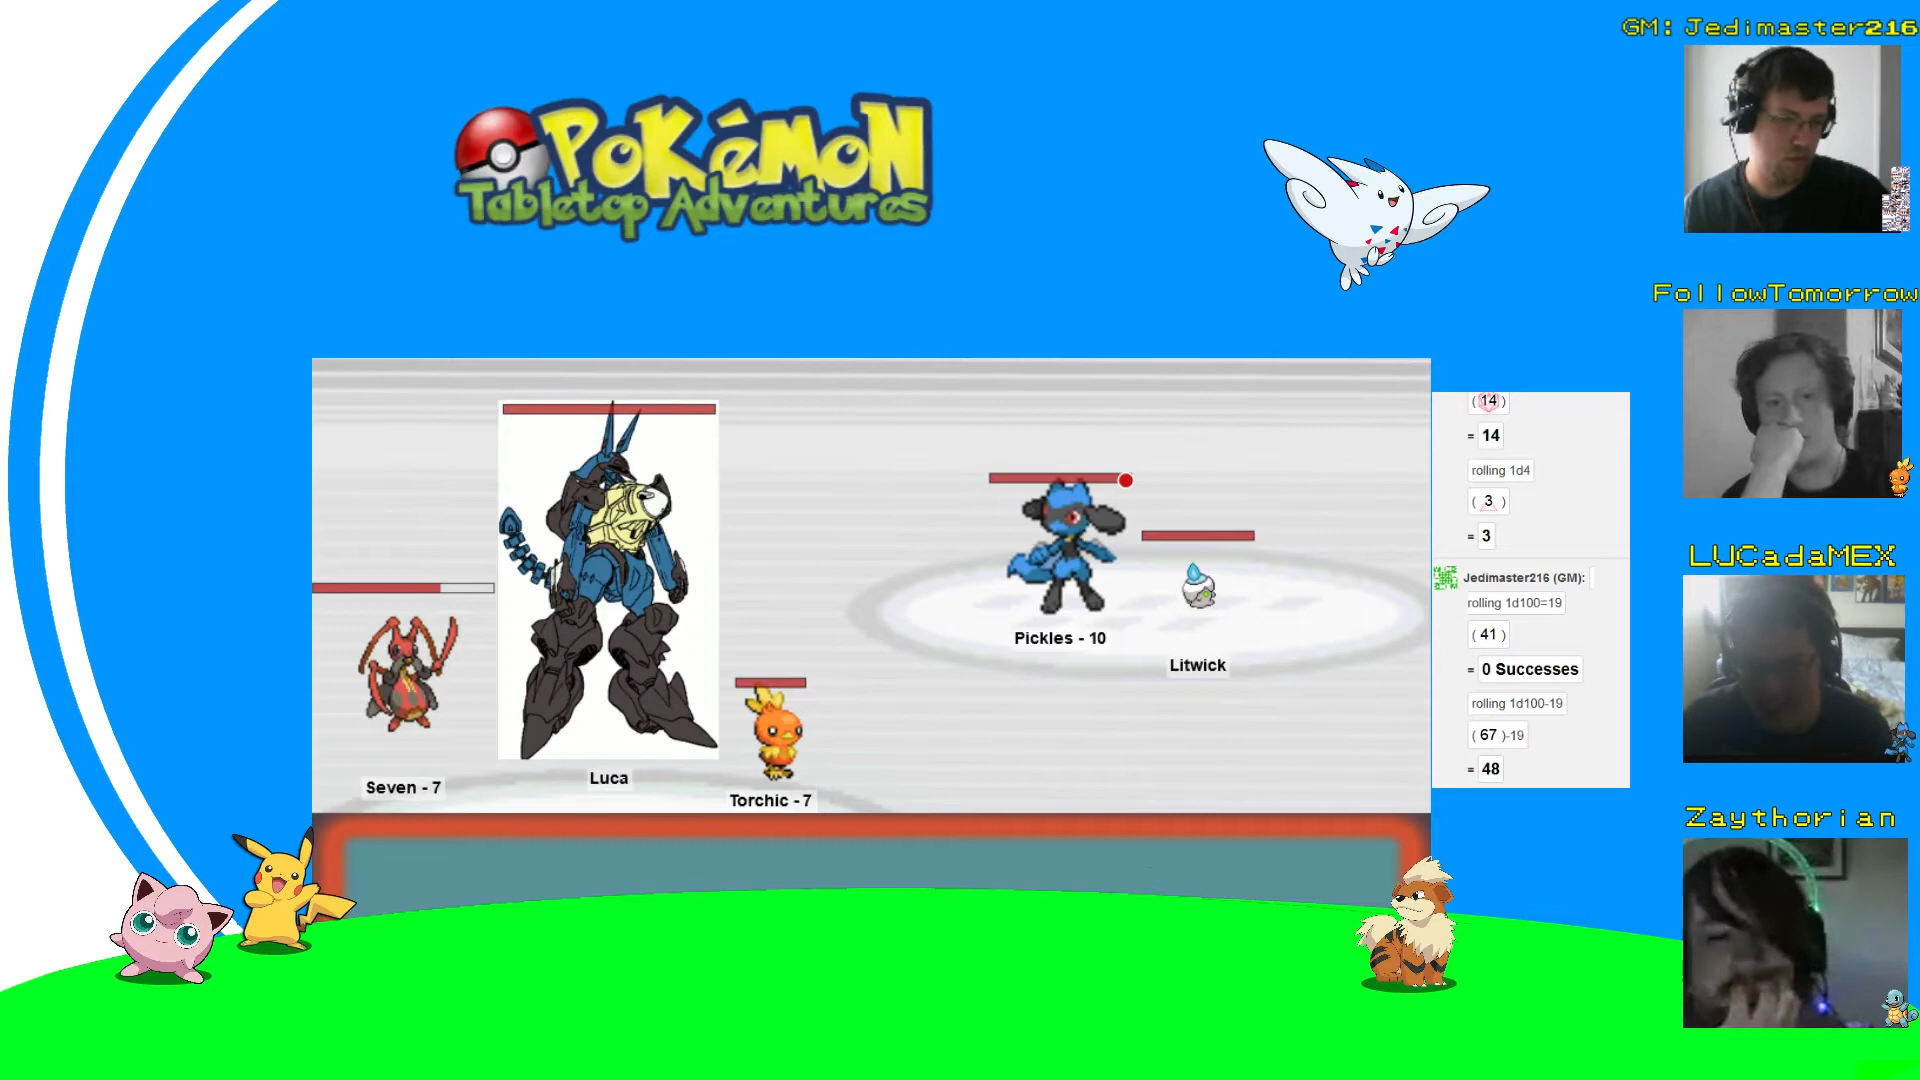 GM: Jedimaster216
POKéMON
Tabletop Adventures
FollowTomorrow
( 14 )
= 14
rolling 1d4
( 3 )
= 3
LUCadaMEX
Jedimaster216 (GM):
rolling 1d100=19
( 41 )
= 0 Successes
rolling 1d100-19
( 67 )-19
= 48
Pickles - 10
Litwick
Seven - 7
Luca
Torchic - 7
Zaythorian